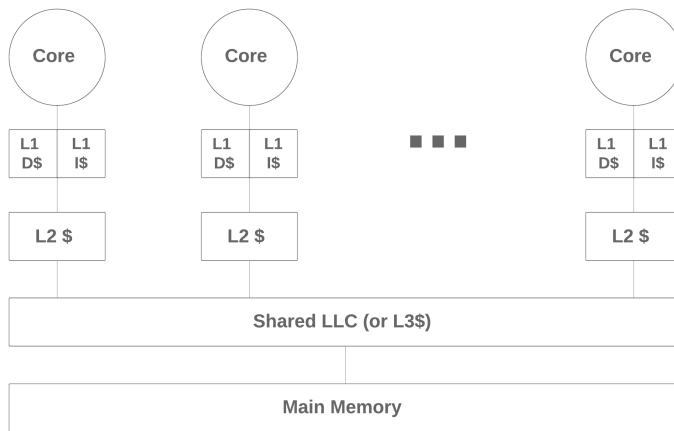 Core Core Core
L1 L1 L1 L1 L1 L1
D$ I$ D$ I$ D$ I$
L2 $ L2 $ L2 $
Shared LLC (or L3$)
Main Memory